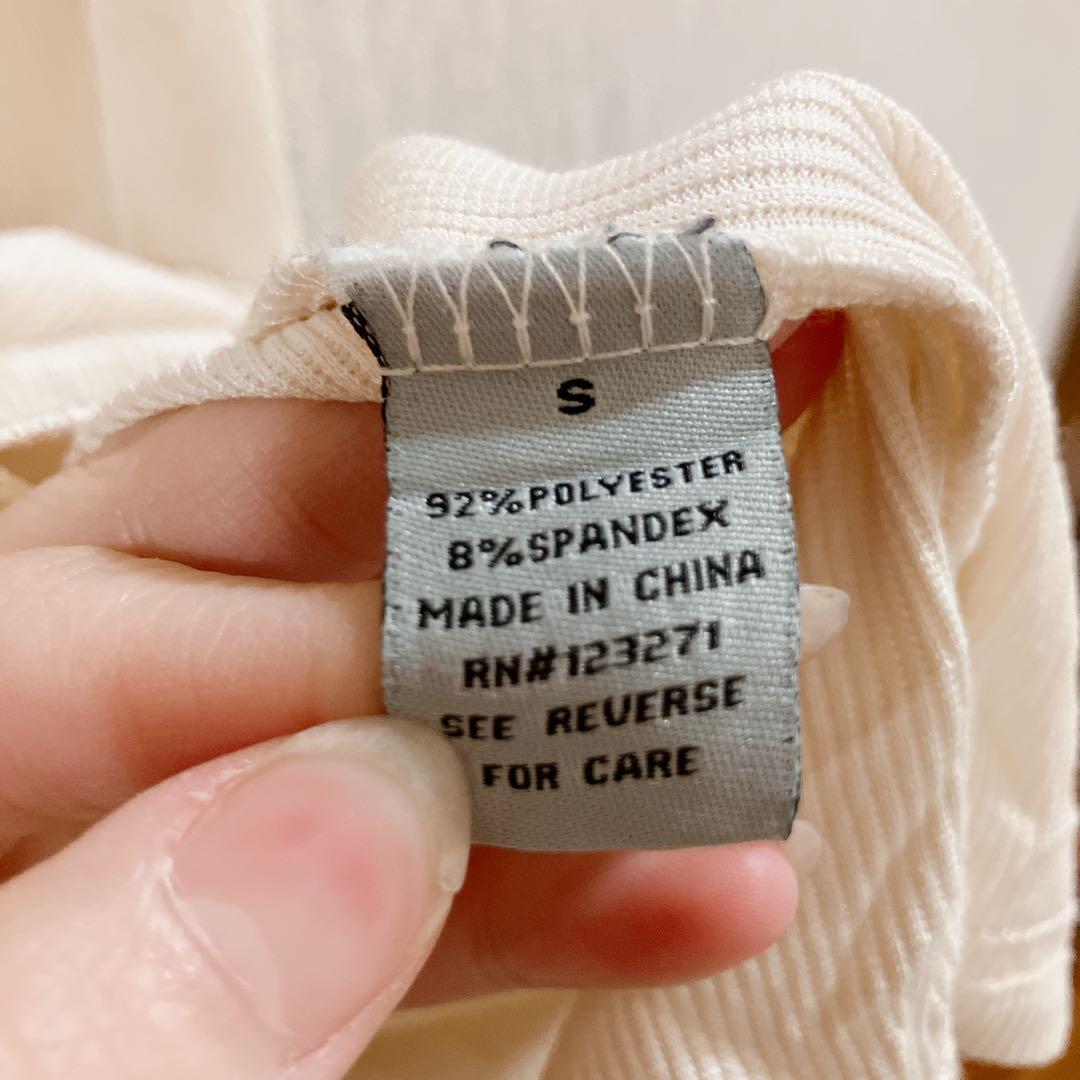 S
92%POLYESTER
8%SPANDEX
MADE IN CHINA
RN#123271
SEE REVERSE
FOR CARE